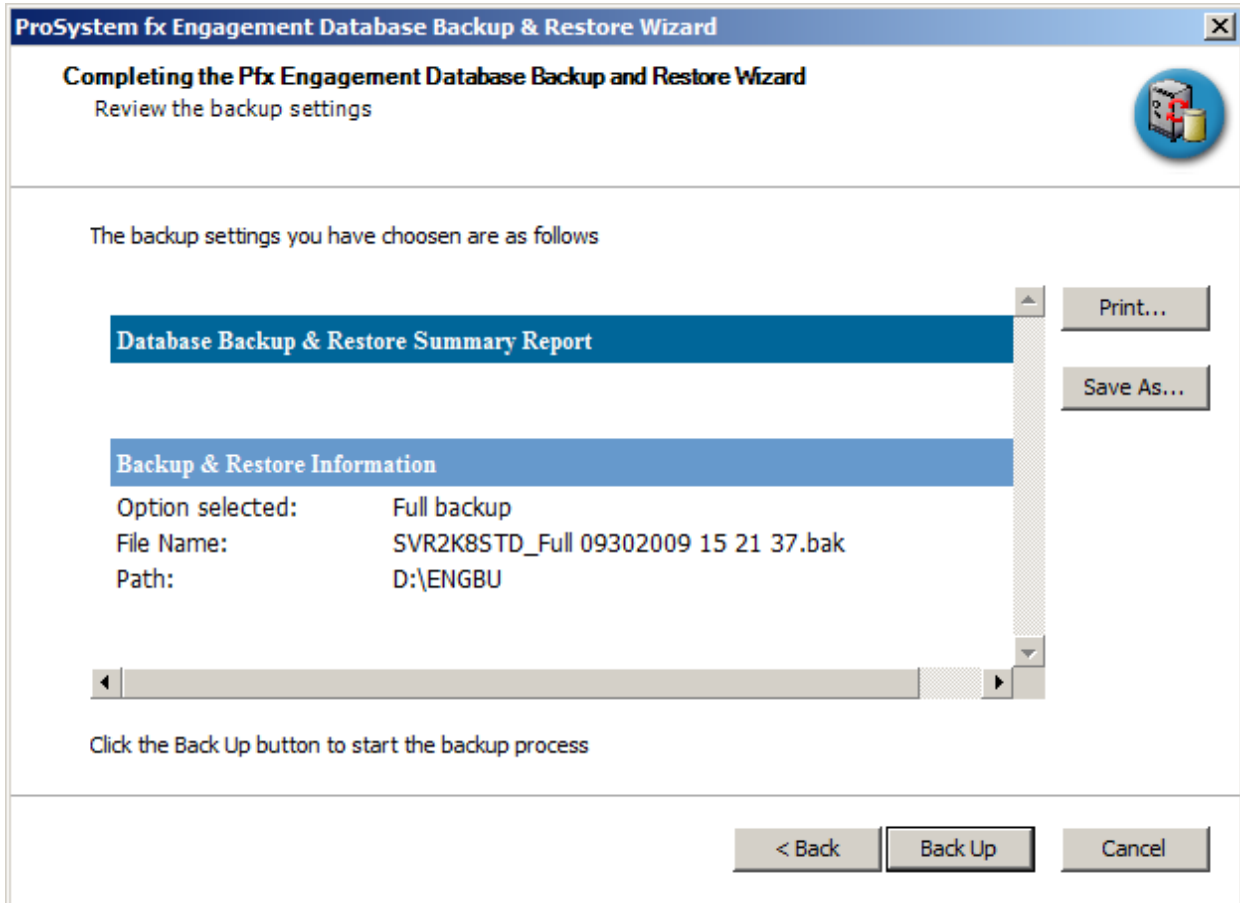 ProSystem fx Engagement Database Backup & Restore Wizard
Completing the Pfx Engagement Database Backup and Restore Wizard
Review the backup settings
The backup settings you have choosen are as follows
Print...
Database Backup & Restore Summary Report
Save As...
Backup & Restore Information
Option selected: Full backup
File Name: SVR2K8STD_Full 09302009 15 21 37.bak
Path: D:\ENGBU
Click the Back Up button to start the backup process
< Back Back Up Cancel